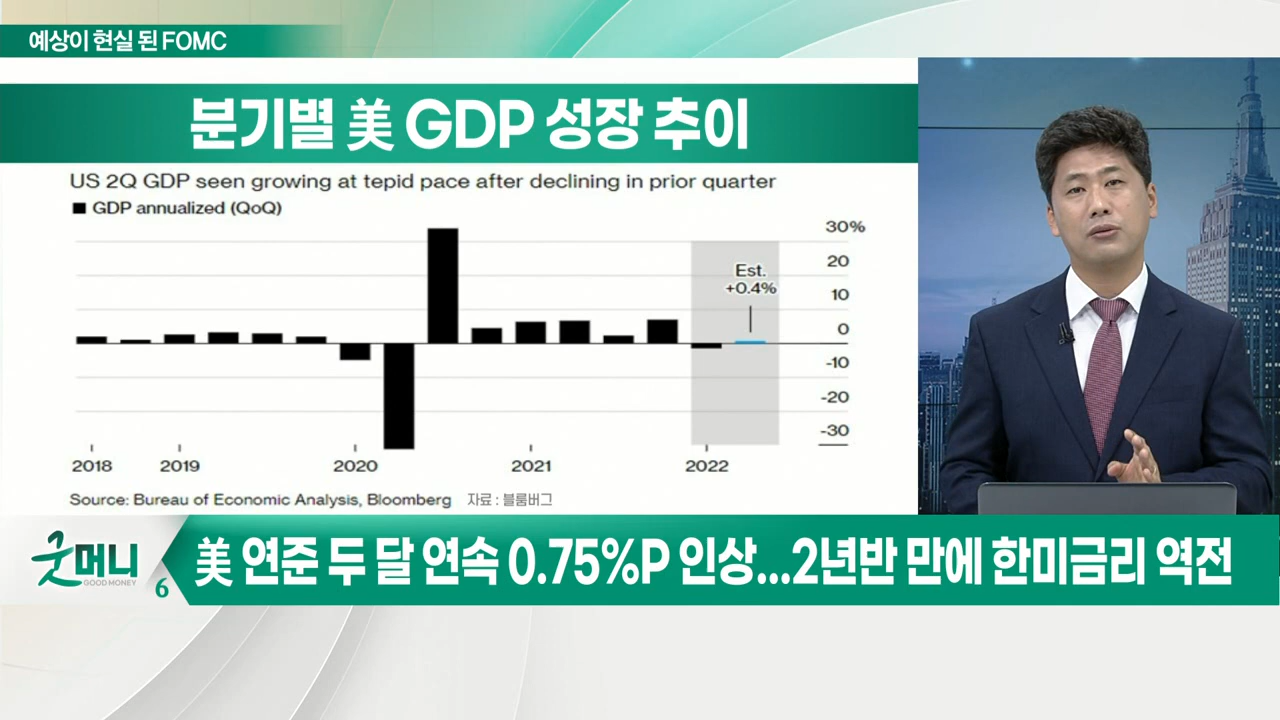 예상이 현실 된 FOMC
분기별 美 GDP 성장 추이
US 2Q GDP seen growing at tepid pace after declining in prior quarter
GDP annualized (QoQ)
30%
20
10
0
-10
-20
-30
Est.
+0.4%
2018 2019 2020 2021 2022
Source: Bureau of Economic Analysis, Bloomberg 자료 : 블룸버그
굿머니
GOOD MONEY
6
美 연준 두 달 연속 0.75%P 인상...2년반 만에 한미금리 역전